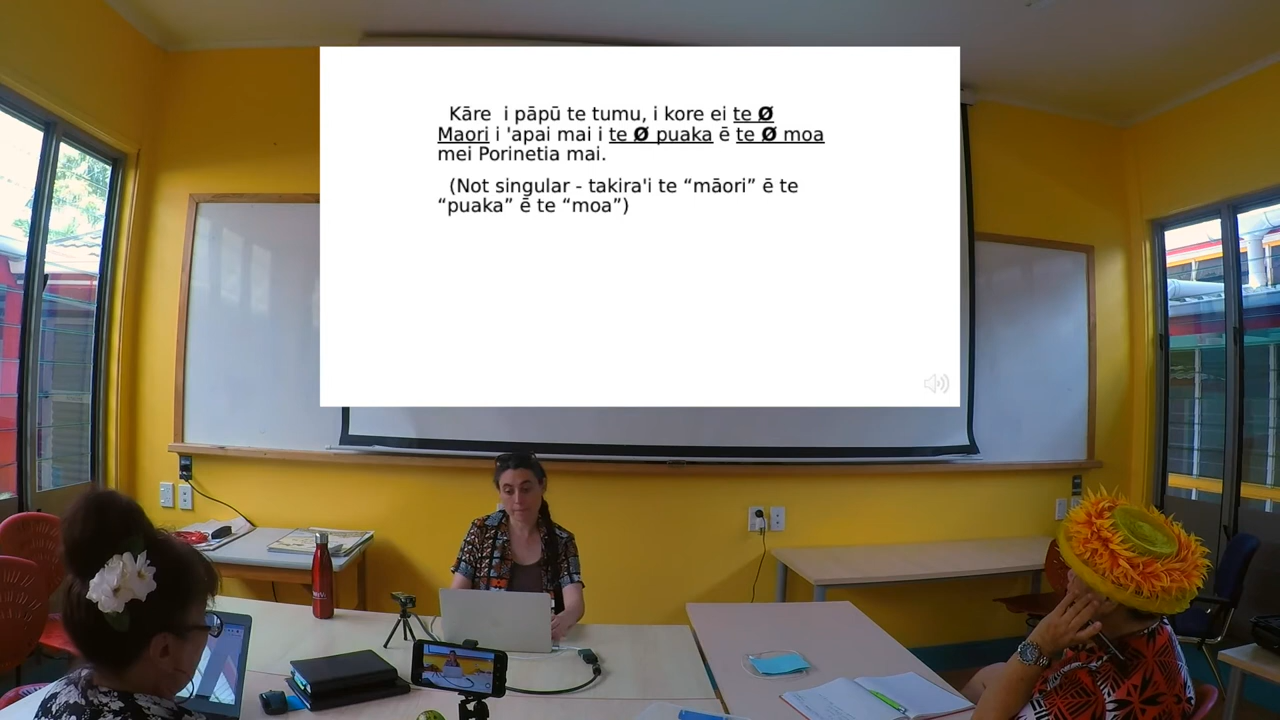 Kāre  i pāpū te tumu, i kore ei te Ø
Maori i 'apai mai i te Ø puaka ē te Ø moa
mei Porinetia mai.
(Not singular - takira'i te “māori” ē te
“puaka” ē te “moa”)